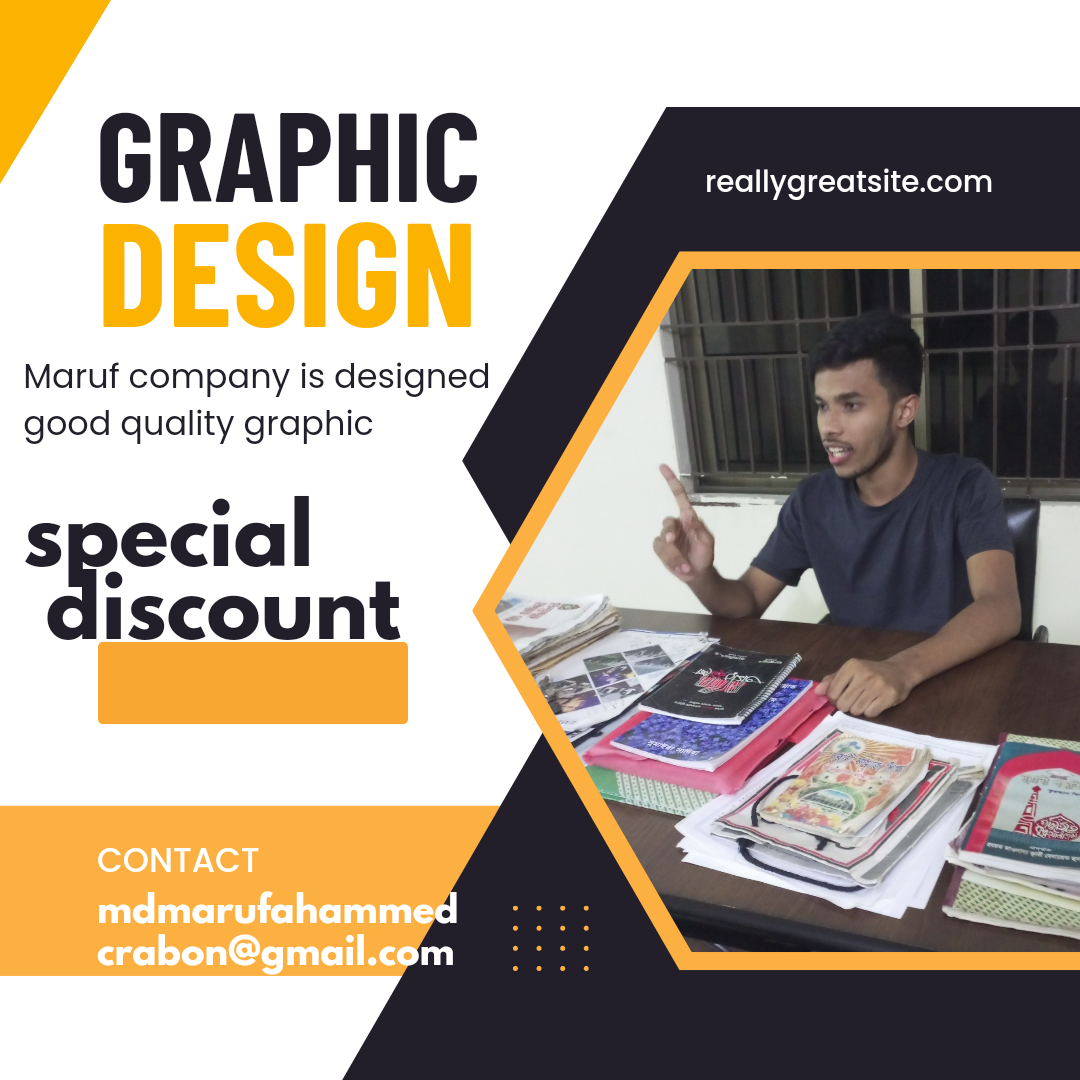 GRAPHIC
DESIGN
reallygreatsite.com
Maruf company is designed
good quality graphic
special
discount
CONTACT
mdmarufahammed
crabon@gmail.com